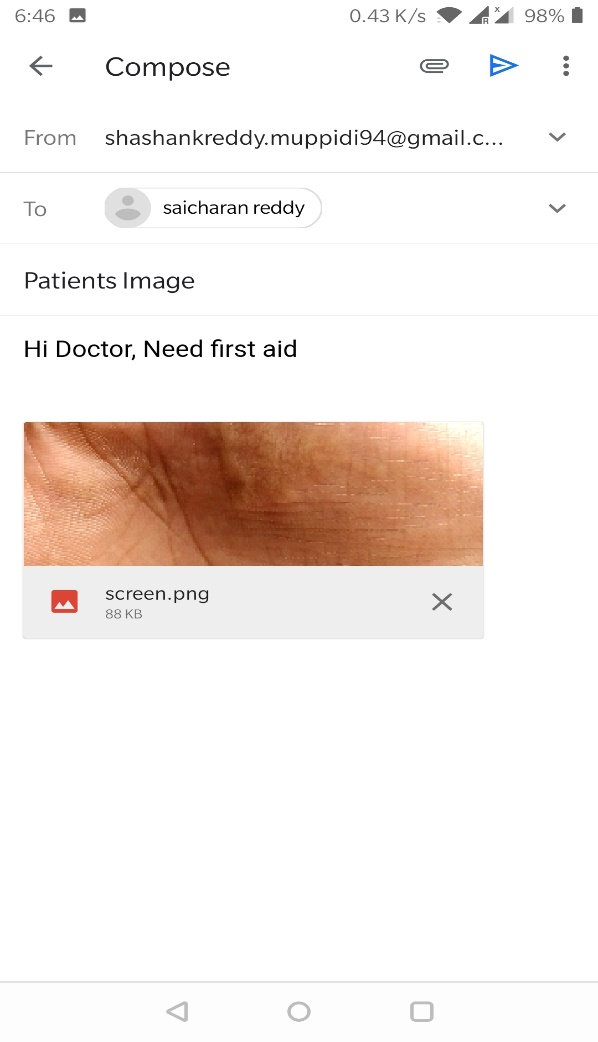 6:46 0.43 K/s x R 98%
Compose
From shashankreddy.muppidi94@gmail.c...
To saicharan reddy
Patients Image
Hi Doctor, Need first aid
screen.png
88 KB